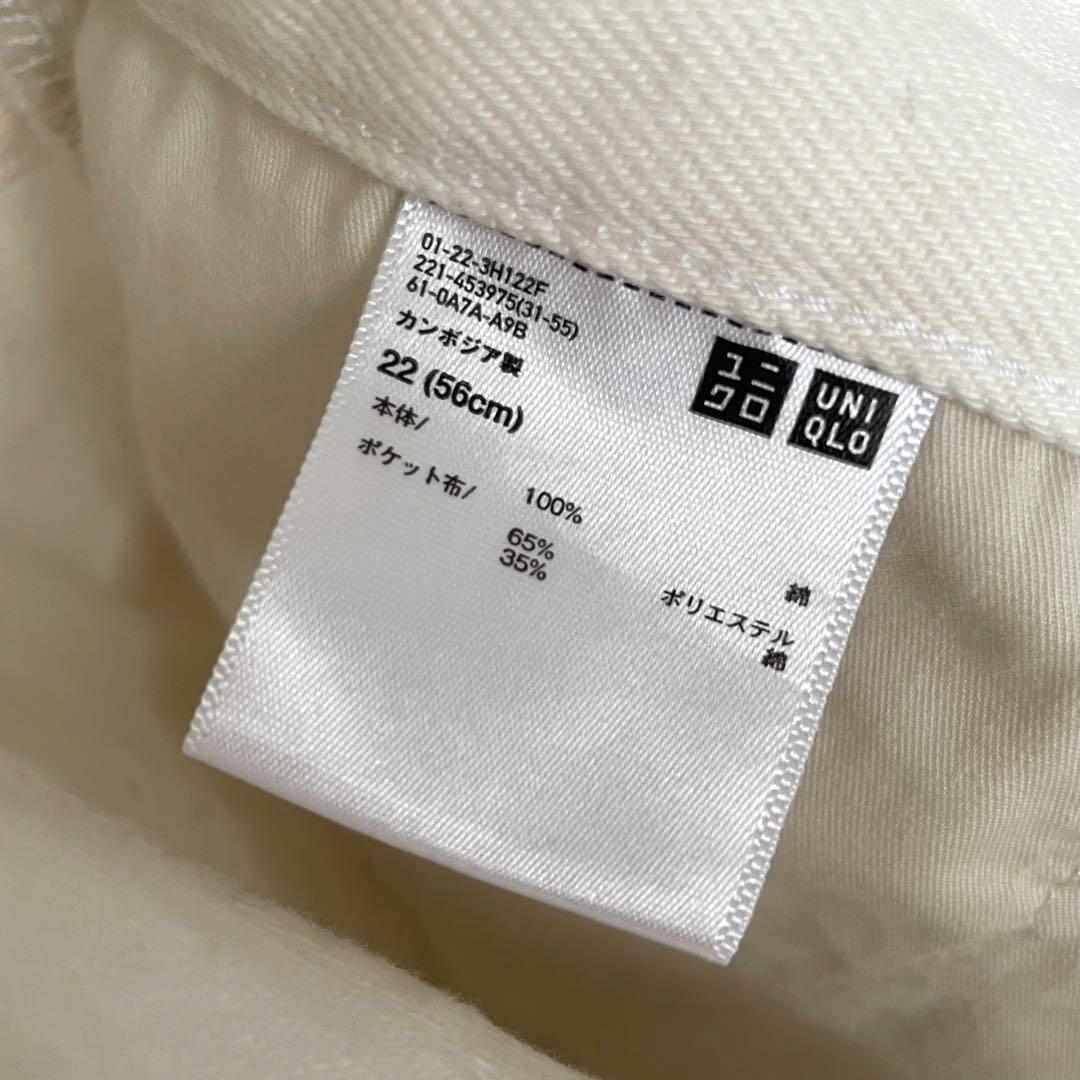 01-22-3H122F
221-453975(31-55)
61-0A7A-A9B
カンボジア製
22 (56cm)
ユニ
クロ
UNI
QLO
本体/ 100% 綿
ポケット布/ 65% ポリエステル
35% 綿